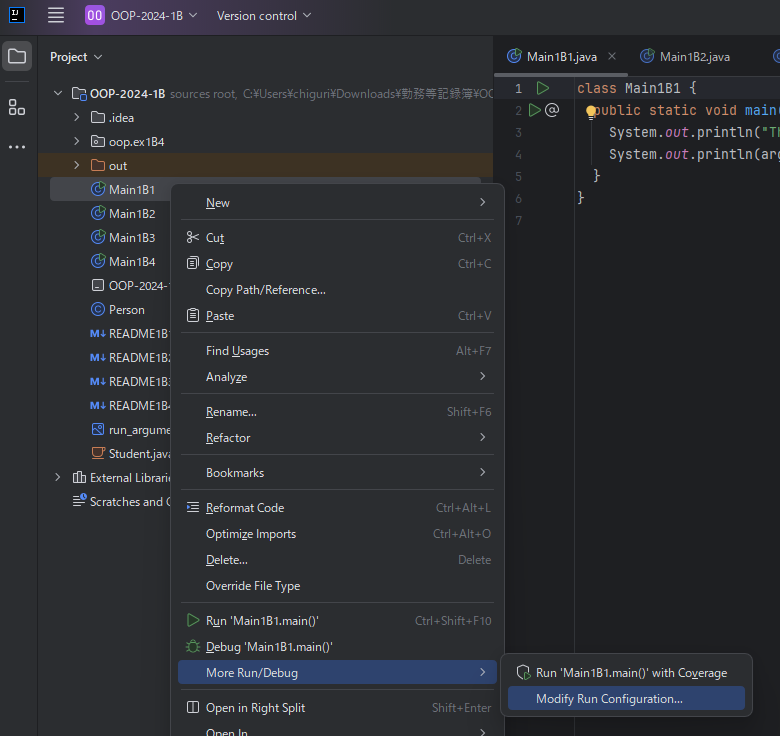 OOP-2024-1B Version control
Project
OOP-2024-1B sources root, C:¥Users¥chiguri¥Downloads¥勤務等記録簿¥OC
.idea
oop.ex1B4
out
Main1B1
Main1B2
Main1B3
Main1B4
OOP-2024-
Person
README1B1
README1B2
README1B3
README1B4
run_argume
Student.java
External Librarie
Scratches and C
Main1B1.java
Main1B2.java
1 class Main1B1 {
2 public static void main(
3 System.out.println("Th
4 System.out.println(arg
5 }
6 }
7
New
Cut Ctrl+X
Copy Ctrl+C
Copy Path/Reference...
Paste Ctrl+V
Find Usages Alt+F7
Analyze
Rename... Shift+F6
Refactor
Bookmarks
Reformat Code Ctrl+Alt+L
Optimize Imports Ctrl+Alt+O
Delete... Delete
Override File Type
Run 'Main1B1.main()' Ctrl+Shift+F10
Debug 'Main1B1.main()'
More Run/Debug
Open in Right Split Shift+Enter
Open In
Run 'Main1B1.main()' with Coverage
Modify Run Configuration...